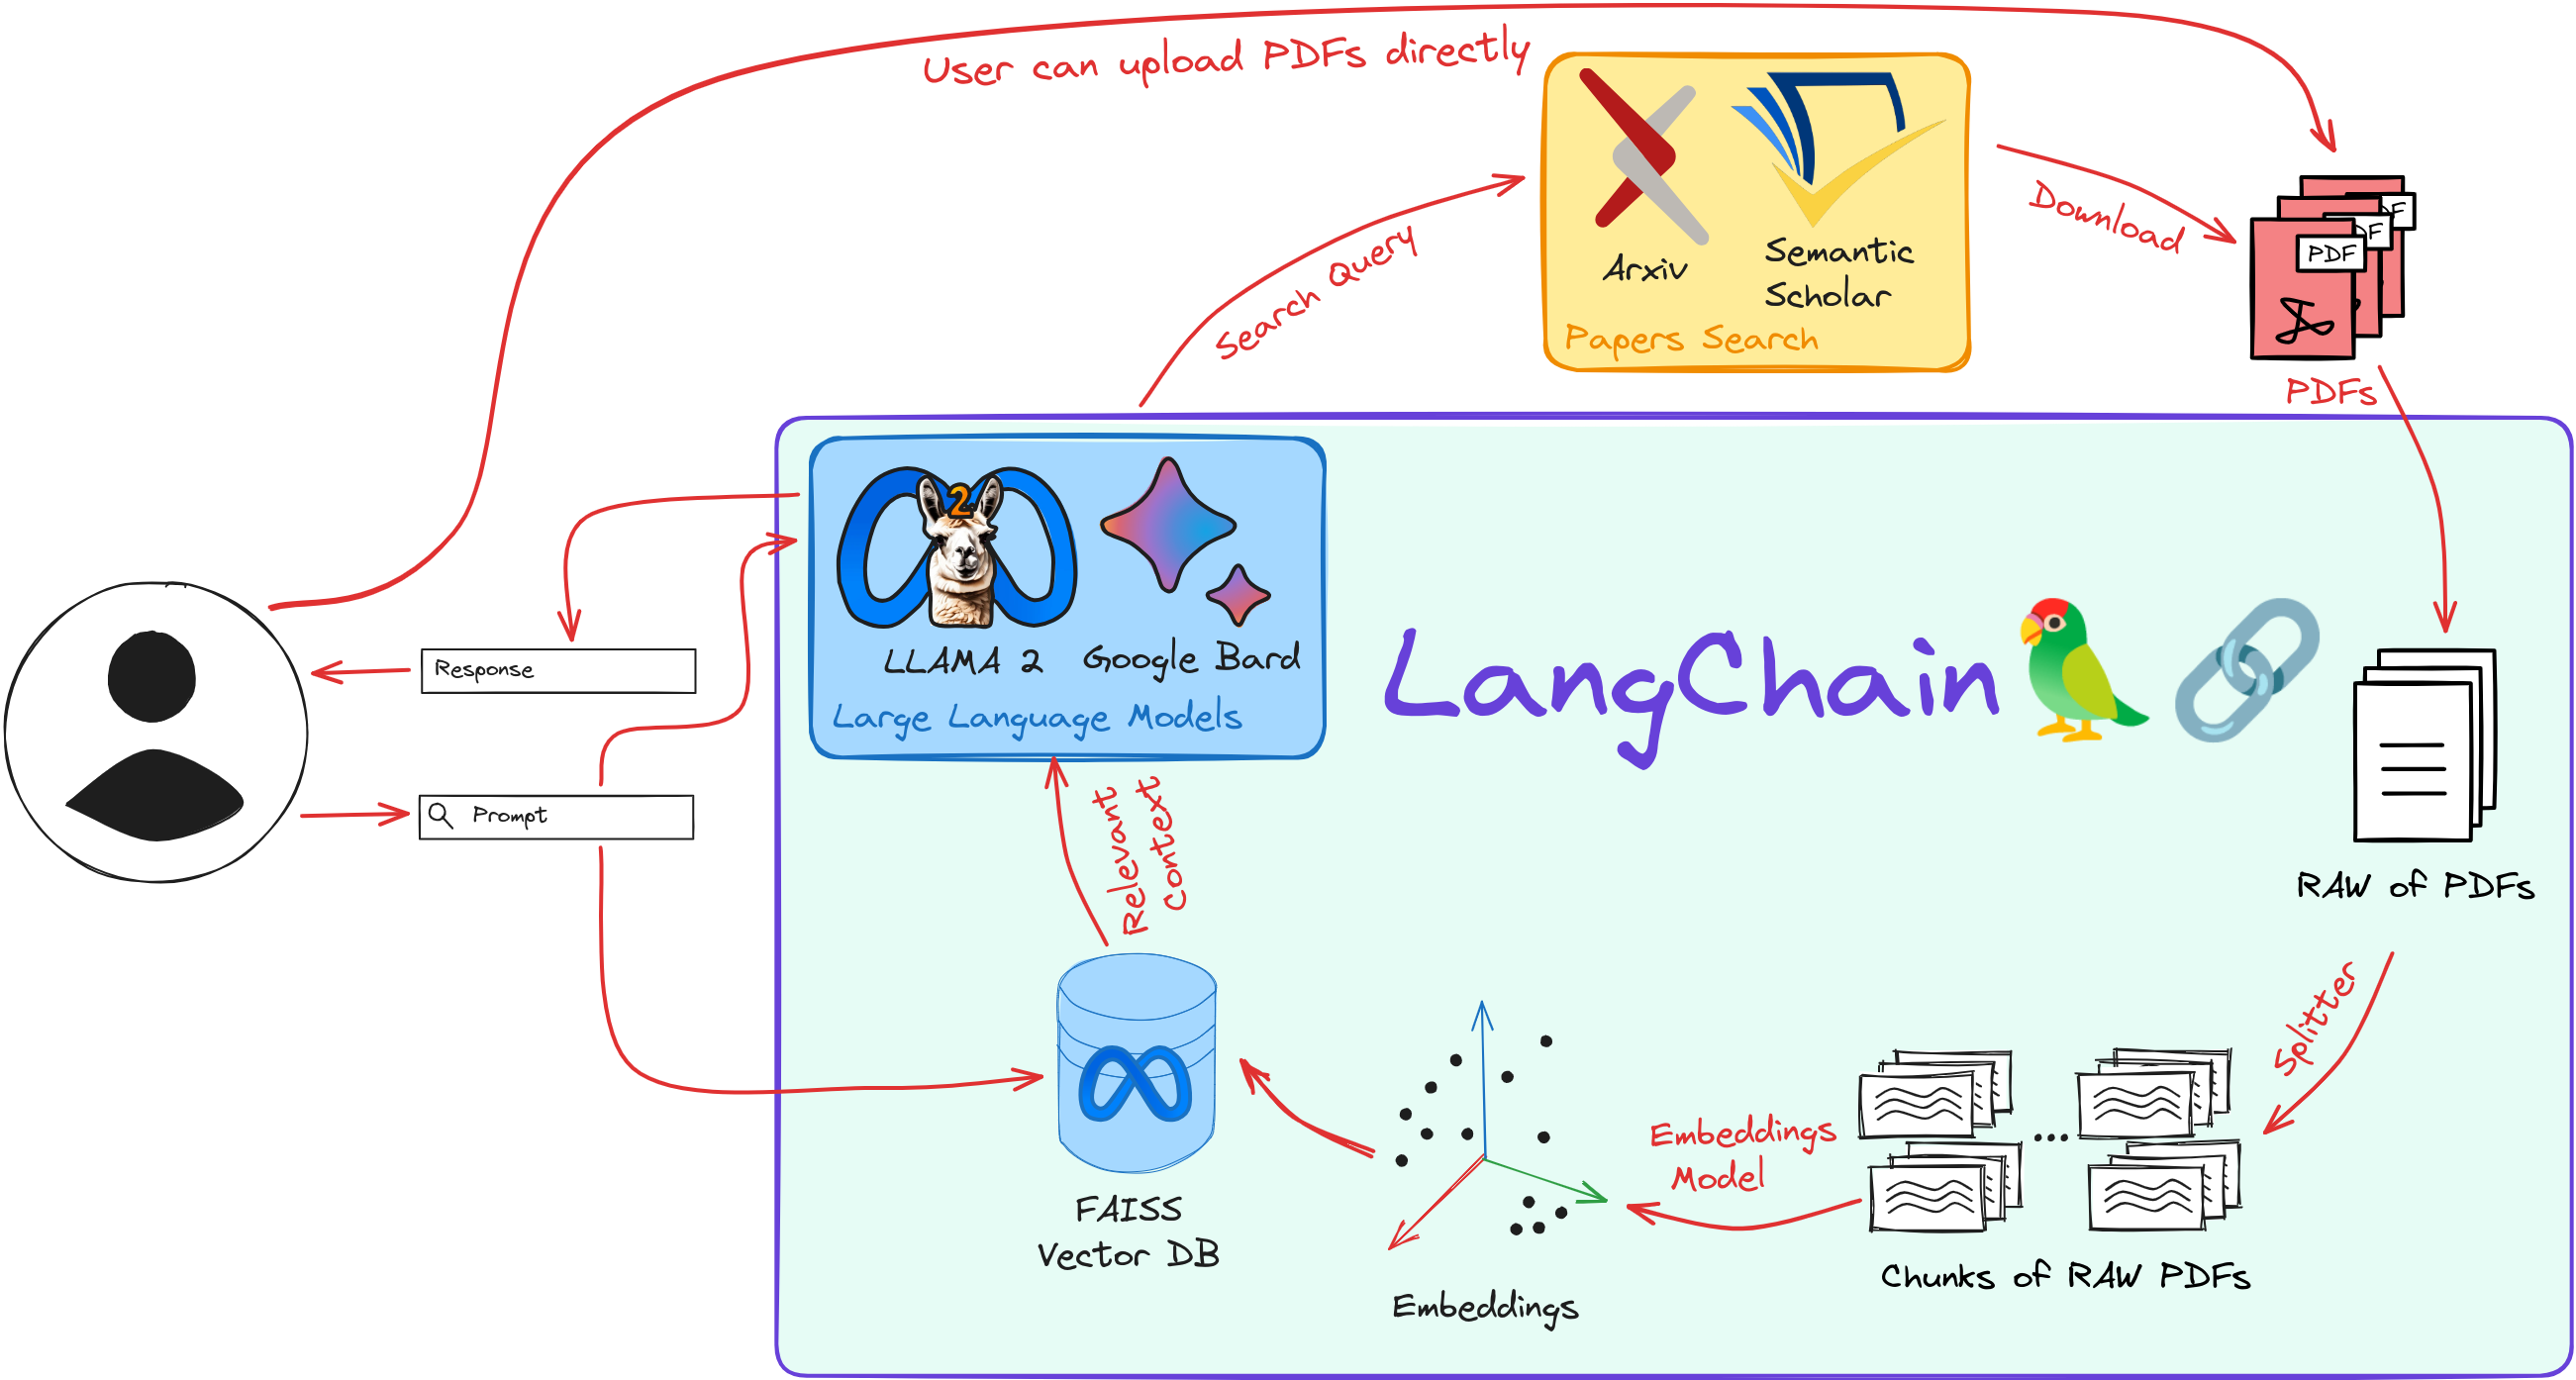 User can upload PDFs directly
Arxiv
Semantic
Scholar
Papers Search
Search Query
Download
PDF
DF
DF
PDFs
2
LLAMA 2
Google Bard
Large Language Models
LangChain
Response
Prompt
Relevant
context
RAW of PDFs
Splitter
FAISS
Vector DB
Embeddings
Embeddings
Model
Chunks of RAW PDFs